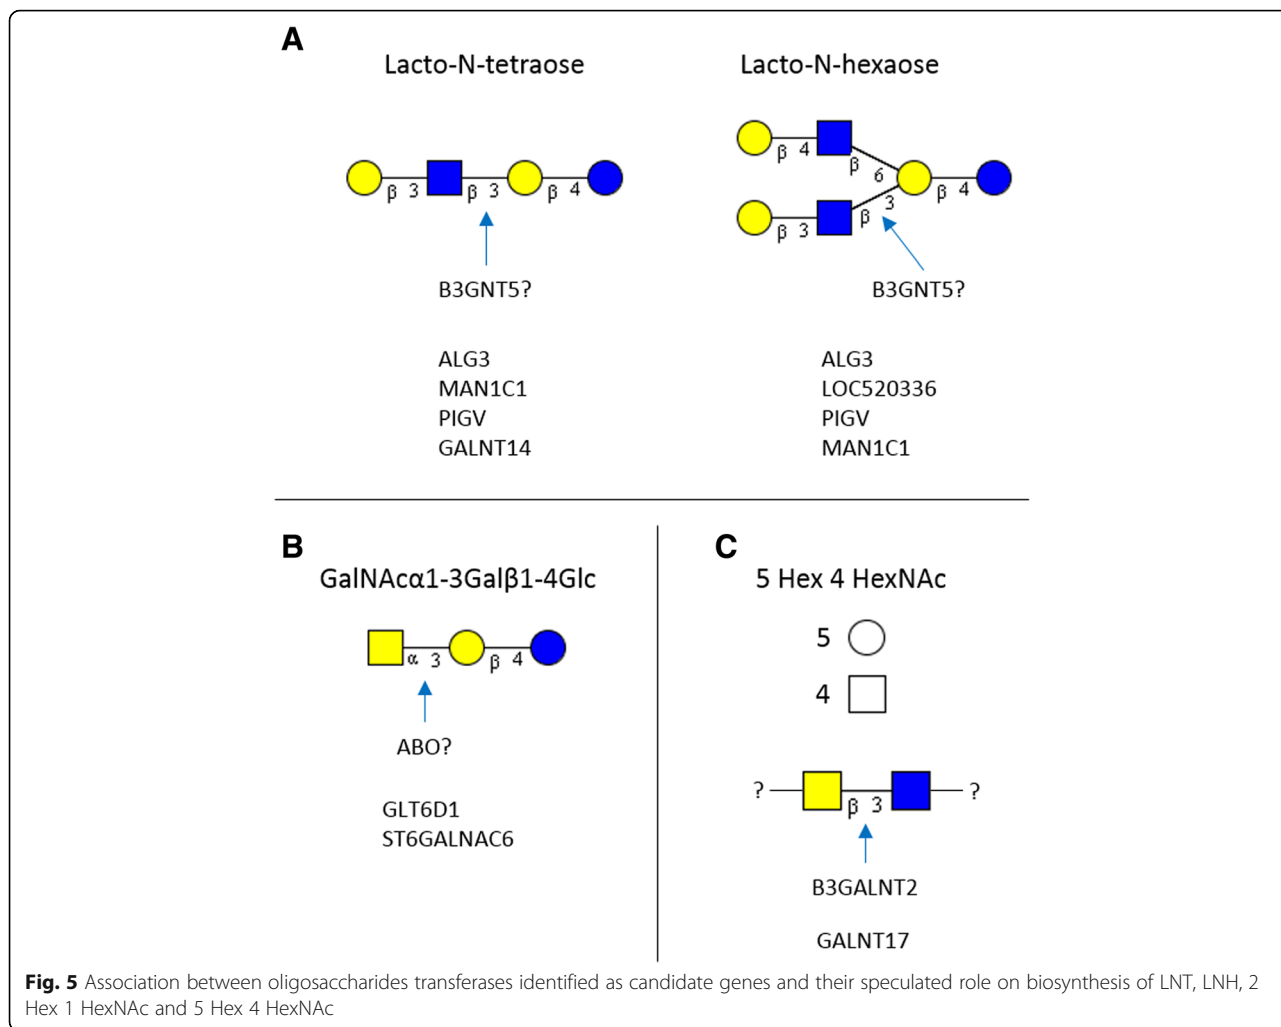 A
Lacto-N-tetraose
β 3 β 3 β 4
B3GNT5?
ALG3
MAN1C1
PIGV
GALNT14
Lacto-N-hexaose
β 4 β 6
β 4
β 3 β 3
B3GNT5?
ALG3
LOC520336
PIGV
MAN1C1
B
GalNAcα1-3Galβ1-4Glc
α 3 β 4
ABO?
GLT6D1
ST6GALNAC6
C
5 Hex 4 HexNAc
5
4
? β 3 ?
B3GALNT2
GALNT17
Fig. 5 Association between oligosaccharides transferases identified as candidate genes and their speculated role on biosynthesis of LNT, LNH, 2
Hex 1 HexNAc and 5 Hex 4 HexNAc